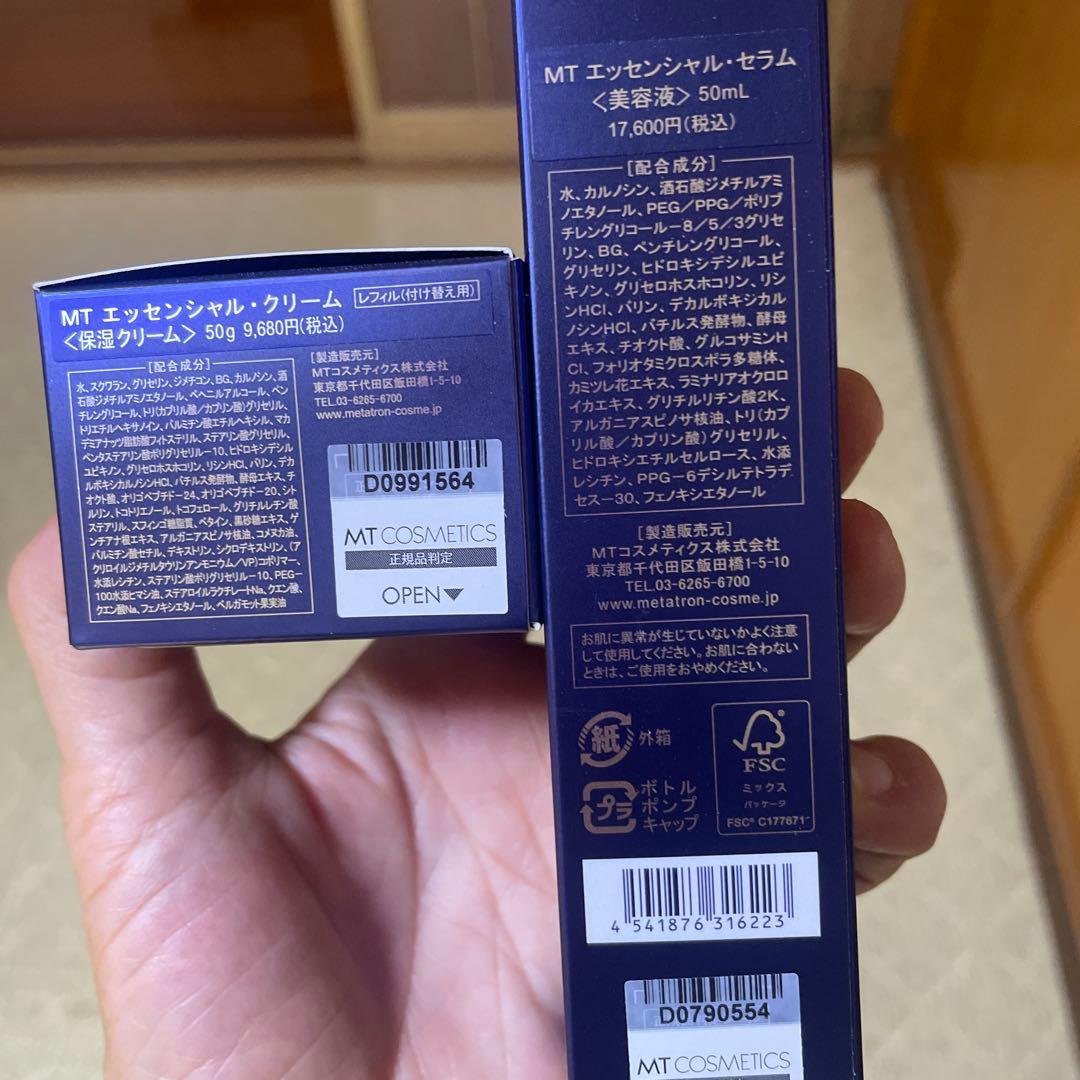 MT エッセンシャル・クリーム
レフィル(付け替え用)
〈保湿クリーム〉 50g 9,680円(税込)
[配合成分]
水、スクワラン、グリセリン、ジメチコン、BG、カルノシン、酒
石酸ジメチルアミノエタノール、ベヘニルアルコール、ペン
チレングリコール、トリ(カプリル酸/カプリン酸)グリセリル、
トリエチルヘキサノイン、パルミチン酸エチルヘキシル、マカ
デミアナッツ脂肪酸フィトステリル、ステアリン酸グリセリル、
ペンタステアリン酸ポリグリセリル-10、ヒドロキシデシル
ユビキノン、グリセロホスホコリン、リシンHCl、バリン、デカ
ルボキシカルノシンHCl、バチルス発酵物、酵母エキス、チ
オクト酸、オリゴペプチド-24、オリゴペプチド-20、シト
ルリン、トコトリエノール、トコフェロール、グリチルレチン酸
ステアリル、スフィンゴ糖脂質、ベタイン、黒砂糖エキス、ゲ
ンチアナ根エキス、アルガニアスピノサ核油、コメヌカ油、
パルミチン酸セチル、デキストリン、シクロデキストリン、(ア
クリロイルジメチルタウリンアンモニウム/VP)コポリマー、
水添レシチン、ステアリン酸ポリグリセリル-10、PEG-
100水添ヒマシ油、ステアロイルラクチレートNa、クエン酸、
クエン酸Na、フェノキシエタノール、ベルガモット果実油
[製造販売元]
MTコスメティクス株式会社
東京都千代田区飯田橋1-5-10
TEL.03-6265-6700
www.metatron-cosme.jp
D0991564
MT COSMETICS
正規品判定
OPEN▼
MT エッセンシャル・セラム
〈美容液〉 50mL
17,600円(税込)
[配合成分]
水、カルノシン、酒石酸ジメチルアミ
ノエタノール、PEG/PPG/ポリブ
チレングリコール-8/5/3グリセ
リン、BG、ペンチレングリコール、
グリセリン、ヒドロキシデシルユビ
キノン、グリセロホスホコリン、リシ
ンHCl、バリン、デカルボキシカル
ノシンHCl、バチルス発酵物、酵母
エキス、チオクト酸、グルコサミンH
Cl、フォリオタミクロスポラ多糖体、
カミツレ花エキス、ラミナリアオクロロ
イカエキス、グリチルリチン酸2K、
アルガニアスピノサ核油、トリ(カプ
リル酸/カプリン酸)グリセリル、
ヒドロキシエチルセルロース、水添
レシチン、PPG-6デシルテトラデ
セス-30、フェノキシエタノール
[製造販売元]
MTコスメティクス株式会社
東京都千代田区飯田橋1-5-10
TEL.03-6265-6700
www.metatron-cosme.jp
お肌に異常が生じていないかよく注意
して使用してください。お肌に合わない
ときは、ご使用をおやめください。
紙 外箱
プラ ボトル
ポンプ
キャップ
FSC
ミックス
パッケージ
FSC® C177671
4 541876 316223
D0790554
MT COSMETICS